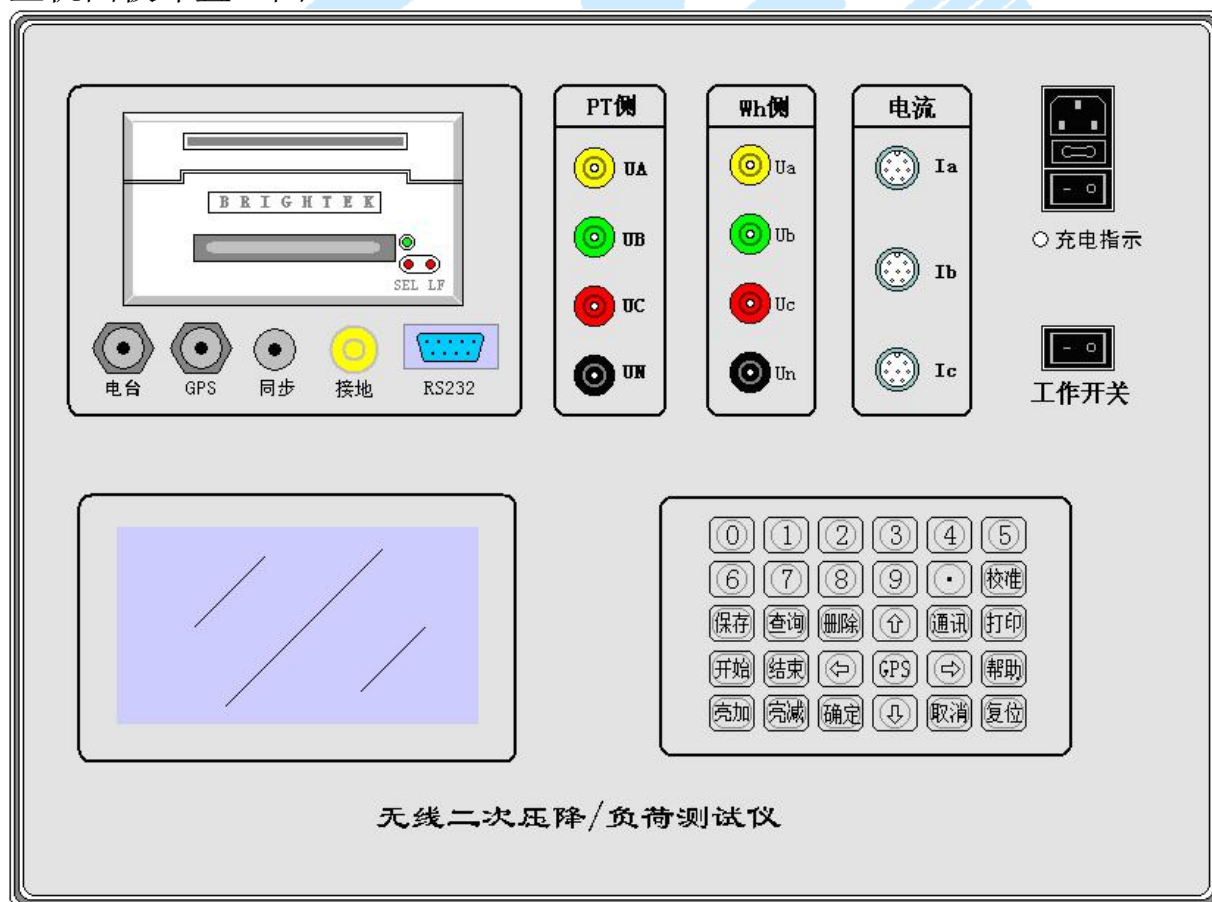 PT侧
Wh侧
电流
BRIGHTEK
SEL LF
UA
UB
UC
UN
Ua
Ub
Uc
Un
Ia
Ib
Ic
充电指示
工作开关
电台 GPS 同步 接地 RS232
0 1 2 3 4 5
6 7 8 9 · 校准
保存 查询 删除 ⇧ 通讯 打印
开始 结束 ⇦ GPS ⇨ 帮助
亮加 亮减 确定 ⇩ 取消 复位
无线二次压降/负荷测试仪